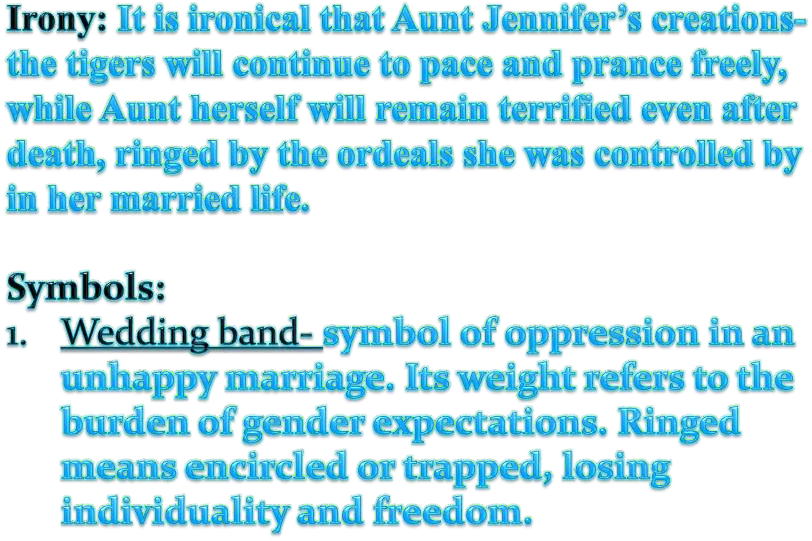 Irony: It is ironical that Aunt Jennifer’s creations-
the tigers will continue to pace and prance freely,
while Aunt herself will remain terrified even after
death, ringed by the ordeals she was controlled by
in her married life.
Symbols:
1. Wedding band- symbol of oppression in an
unhappy marriage. Its weight refers to the
burden of gender expectations. Ringed
means encircled or trapped, losing
individuality and freedom.